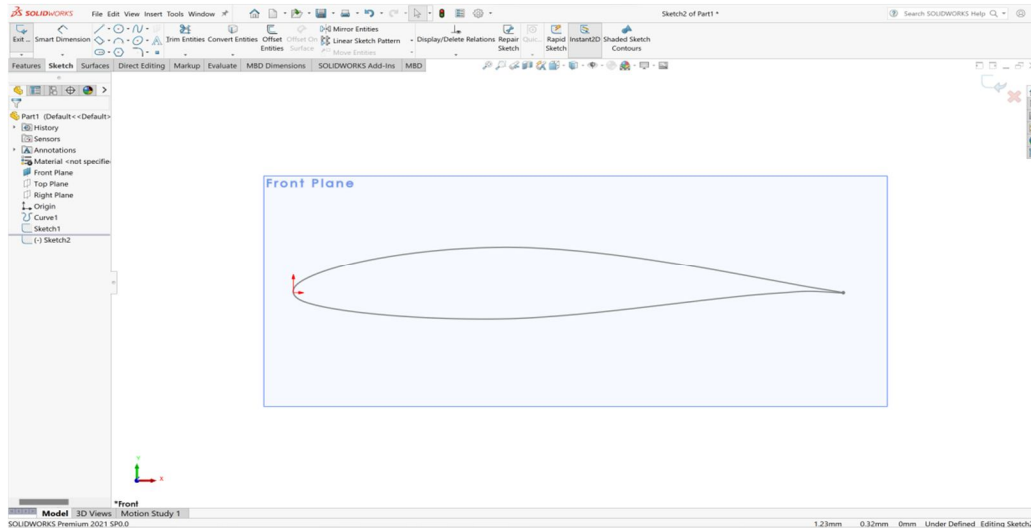 SOLIDWORKS File Edit View Insert Tools Window Sketch2 of Part1 * Search SOLIDWORKS Help
Exit ... Smart Dimension Trim Entities Convert Entities Offset Entities Offset On Surface Mirror Entities Linear Sketch Pattern Move Entities Display/Delete Relations Repair Sketch Quic... Rapid Sketch Instant2D Shaded Sketch Contours
Features Sketch Surfaces Direct Editing Markup Evaluate MBD Dimensions SOLIDWORKS Add-Ins MBD
Part1 (Default<<Default>
History
Sensors
Annotations
Material <not specifie
Front Plane
Top Plane
Right Plane
Origin
Curve1
Sketch1
(-) Sketch2
Front Plane
Y
X
*Front
Model 3D Views Motion Study 1
SOLIDWORKS Premium 2021 SP0.0 1.23mm 0.32mm 0mm Under Defined Editing Sketch2